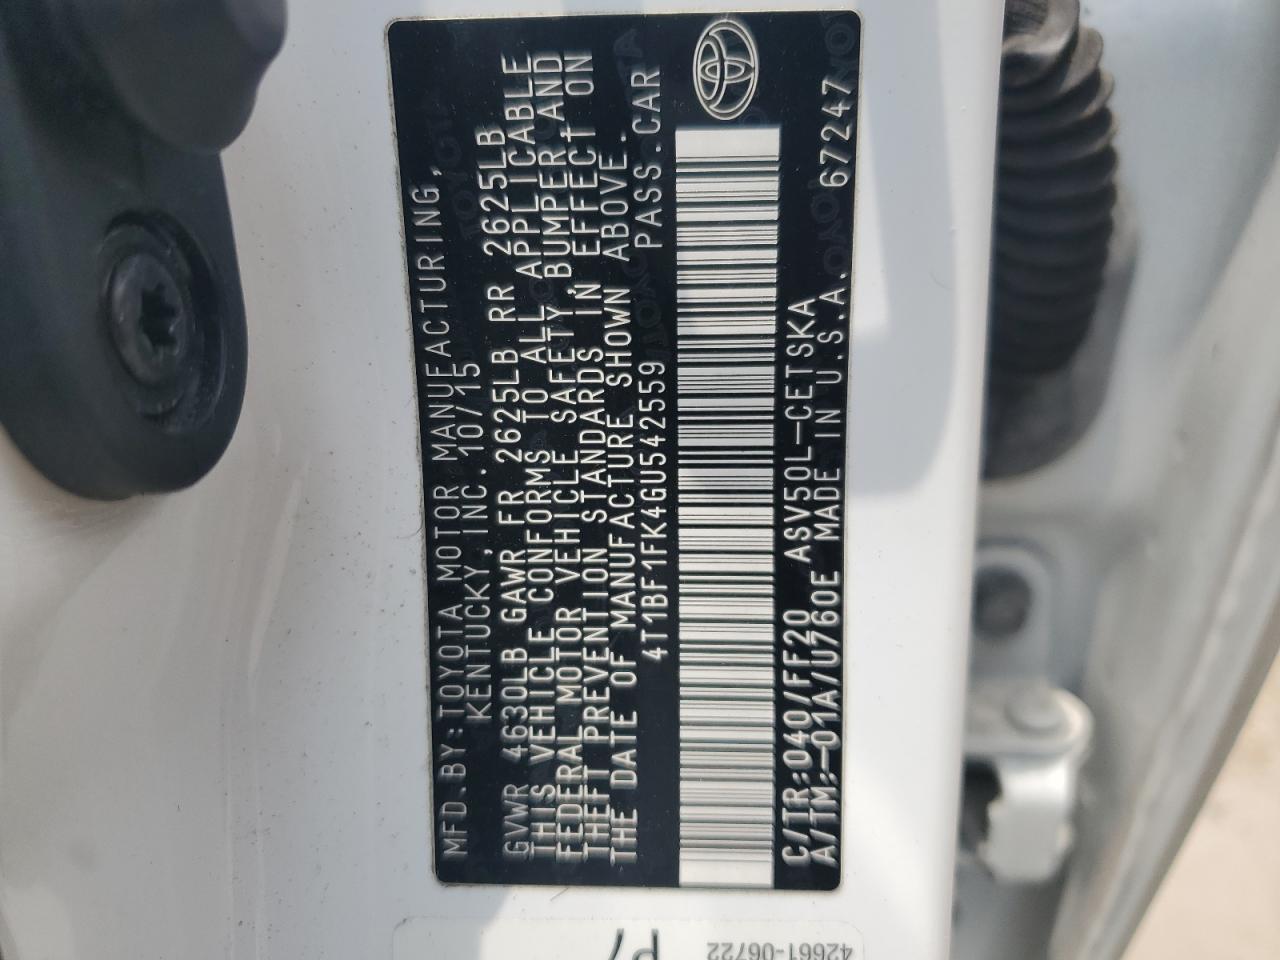 MFD.BY:TOYOTA MOTOR MANUFACTURING,
KENTUCKY, INC. 10/15
GVWR 4630LB GAWR FR 2625LB RR 2625LB
THIS VEHICLE CONFORMS TO ALL APPLICABLE
FEDERAL MOTOR VEHICLE SAFETY, BUMPER AND
THEFT PREVENTION STANDARDS IN EFFECT ON
THE DATE OF MANUFACTURE SHOWN ABOVE.
4T1BF1FK4GU542559 PASS.CAR
C/TR:040/FF20 ASV50L-CETSKA
A/TM:-01A/U760E MADE IN U.S.A. 67247
P7
42661-06722